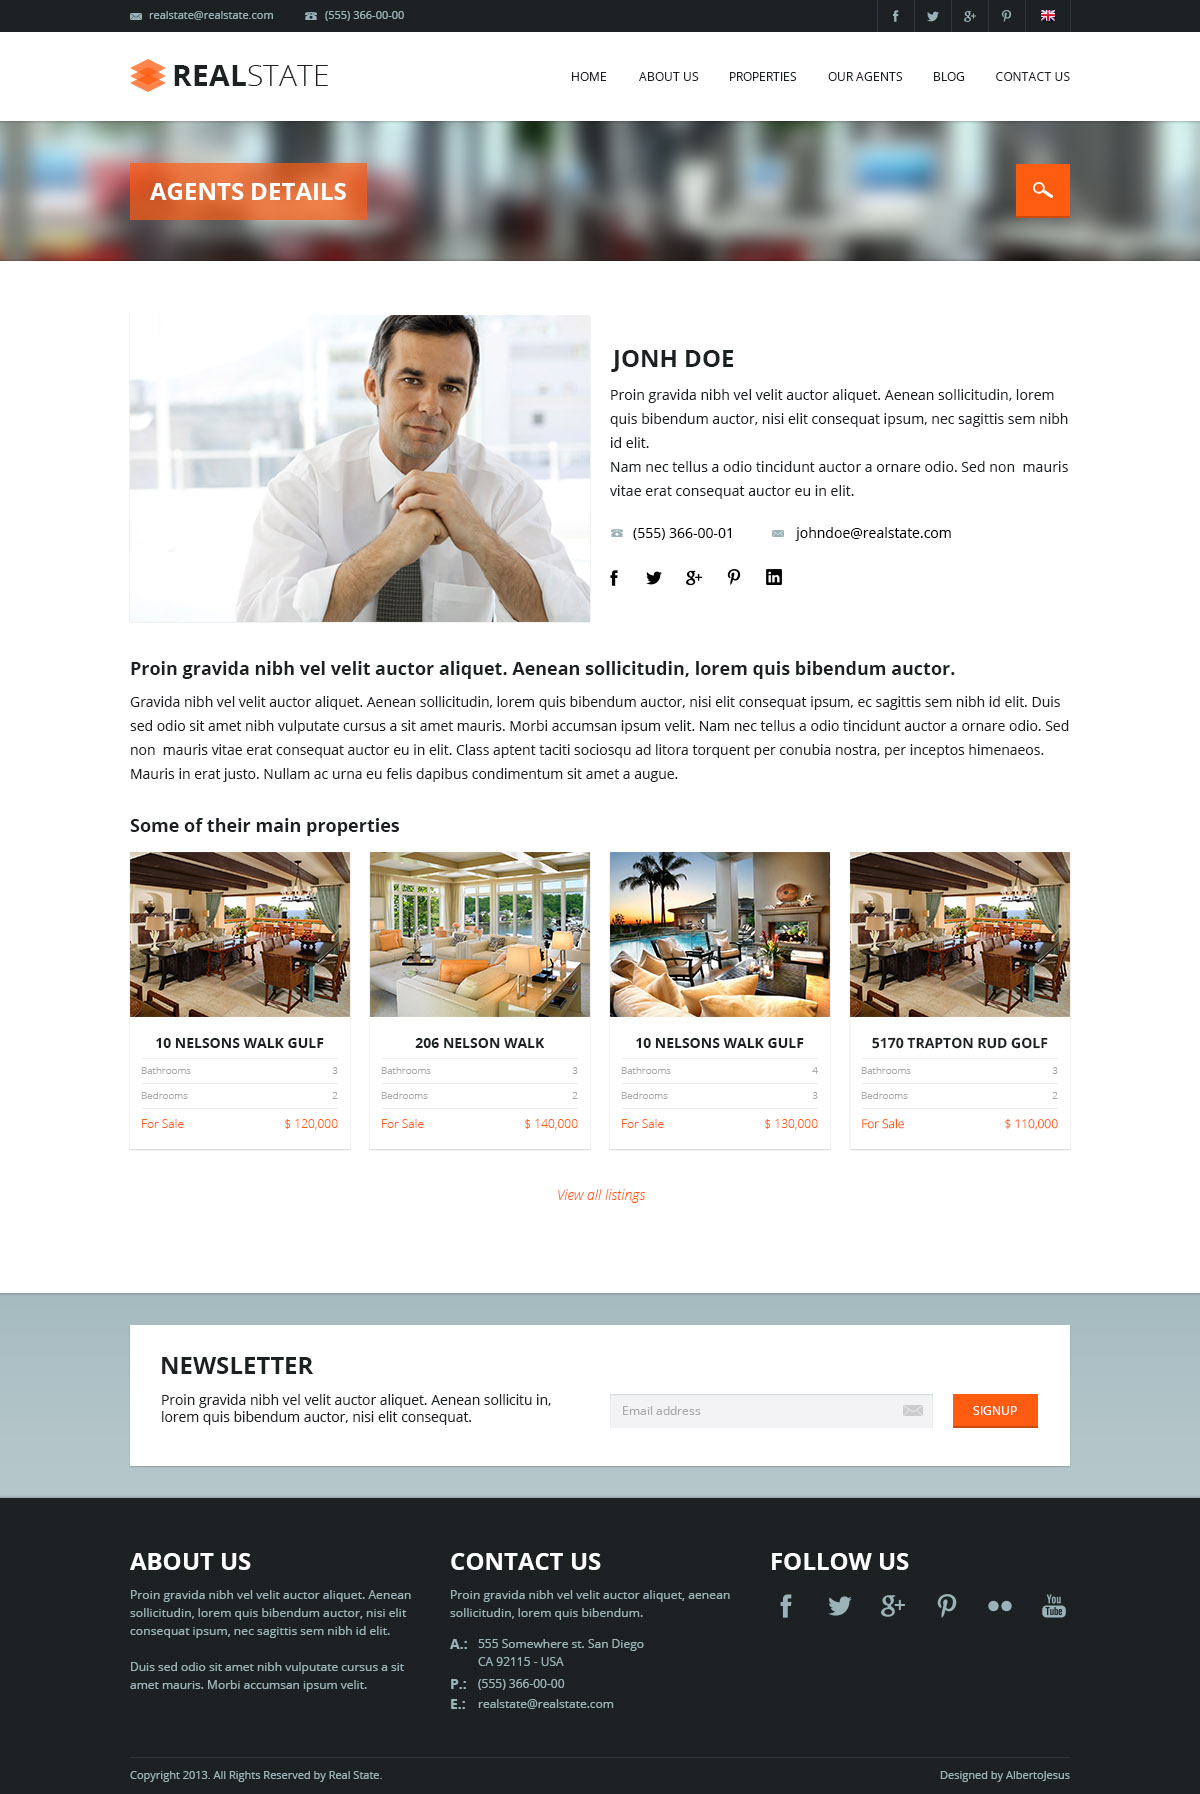 realstate@realstate.com (555) 366-00-00
REALSTATE
HOME ABOUT US PROPERTIES OUR AGENTS BLOG CONTACT US
AGENTS DETAILS
JONH DOE
Proin gravida nibh vel velit auctor aliquet. Aenean sollicitudin, lorem
quis bibendum auctor, nisi elit consequat ipsum, nec sagittis sem nibh
id elit.
Nam nec tellus a odio tincidunt auctor a ornare odio. Sed non mauris
vitae erat consequat auctor eu in elit.
(555) 366-00-01 johndoe@realstate.com
Proin gravida nibh vel velit auctor aliquet. Aenean sollicitudin, lorem quis bibendum auctor.
Gravida nibh vel velit auctor aliquet. Aenean sollicitudin, lorem quis bibendum auctor, nisi elit consequat ipsum, ec sagittis sem nibh id elit. Duis
sed odio sit amet nibh vulputate cursus a sit amet mauris. Morbi accumsan ipsum velit. Nam nec tellus a odio tincidunt auctor a ornare odio. Sed
non mauris vitae erat consequat auctor eu in elit. Class aptent taciti sociosqu ad litora torquent per conubia nostra, per inceptos himenaeos.
Mauris in erat justo. Nullam ac urna eu felis dapibus condimentum sit amet a augue.
Some of their main properties
10 NELSONS WALK GULF
Bathrooms 3
Bedrooms 2
For Sale $ 120,000
206 NELSON WALK
Bathrooms 3
Bedrooms 2
For Sale $ 140,000
10 NELSONS WALK GULF
Bathrooms 4
Bedrooms 3
For Sale $ 130,000
5170 TRAPTON RUD GOLF
Bathrooms 3
Bedrooms 2
For Sale $ 110,000
View all listings
NEWSLETTER
Proin gravida nibh vel velit auctor aliquet. Aenean sollicitu in,
lorem quis bibendum auctor, nisi elit consequat.
Email address
SIGNUP
ABOUT US
Proin gravida nibh vel velit auctor aliquet. Aenean
sollicitudin, lorem quis bibendum auctor, nisi elit
consequat ipsum, nec sagittis sem nibh id elit.
Duis sed odio sit amet nibh vulputate cursus a sit
amet mauris. Morbi accumsan ipsum velit.
CONTACT US
Proin gravida nibh vel velit auctor aliquet, aenean
sollicitudin, lorem quis bibendum.
A.: 555 Somewhere st. San Diego
CA 92115 - USA
P.: (555) 366-00-00
E.: realstate@realstate.com
FOLLOW US
You
Tube
Copyright 2013. All Rights Reserved by Real State.
Designed by AlbertoJesus